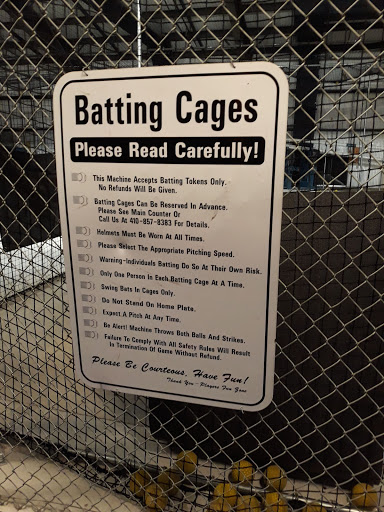 Batting Cages
Please Read Carefully!
This Machine Accepts Batting Tokens Only.
No Refunds Will Be Given.
Batting Cages Can Be Reserved In Advance.
Please See Main Counter Or
Call Us At 410-857-8383 For Details.
Helmets Must Be Worn At All Times.
Please Select The Appropriate Pitching Speed.
Warning-Individuals Batting Do So At Their Own Risk.
Only One Person In Each Batting Cage At A Time.
Swing Bats In Cages Only.
Do Not Stand On Home Plate.
Expect A Pitch At Any Time.
Be Alert! Machine Throws Both Balls And Strikes.
Failure To Comply With All Safety Rules Will Result
In Termination Of Game Without Refund.
Please Be Courteous, Have Fun!
Thank You - Players Fun Zone